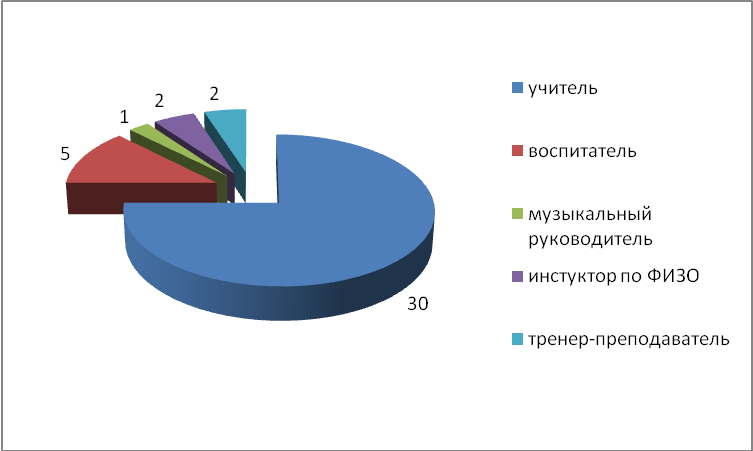 2
2
1
5
30
учитель
воспитатель
музыкальный
руководитель
инстуктор по ФИЗО
тренер-преподаватель